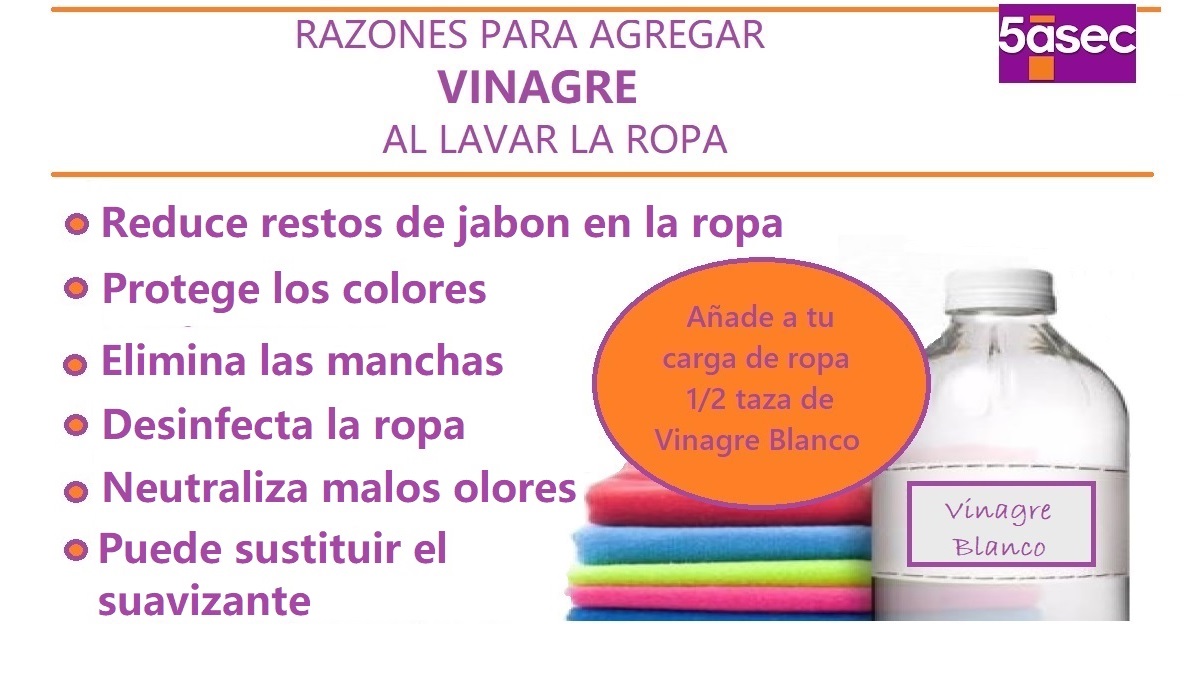 RAZONES PARA AGREGAR
VINAGRE
AL LAVAR LA ROPA
5àsec
Reduce restos de jabon en la ropa
Protege los colores
Elimina las manchas
Desinfecta la ropa
Neutraliza malos olores
Puede sustituir el
suavizante
Añade a tu
carga de ropa
1/2 taza de
Vinagre Blanco
Vinagre
Blanco